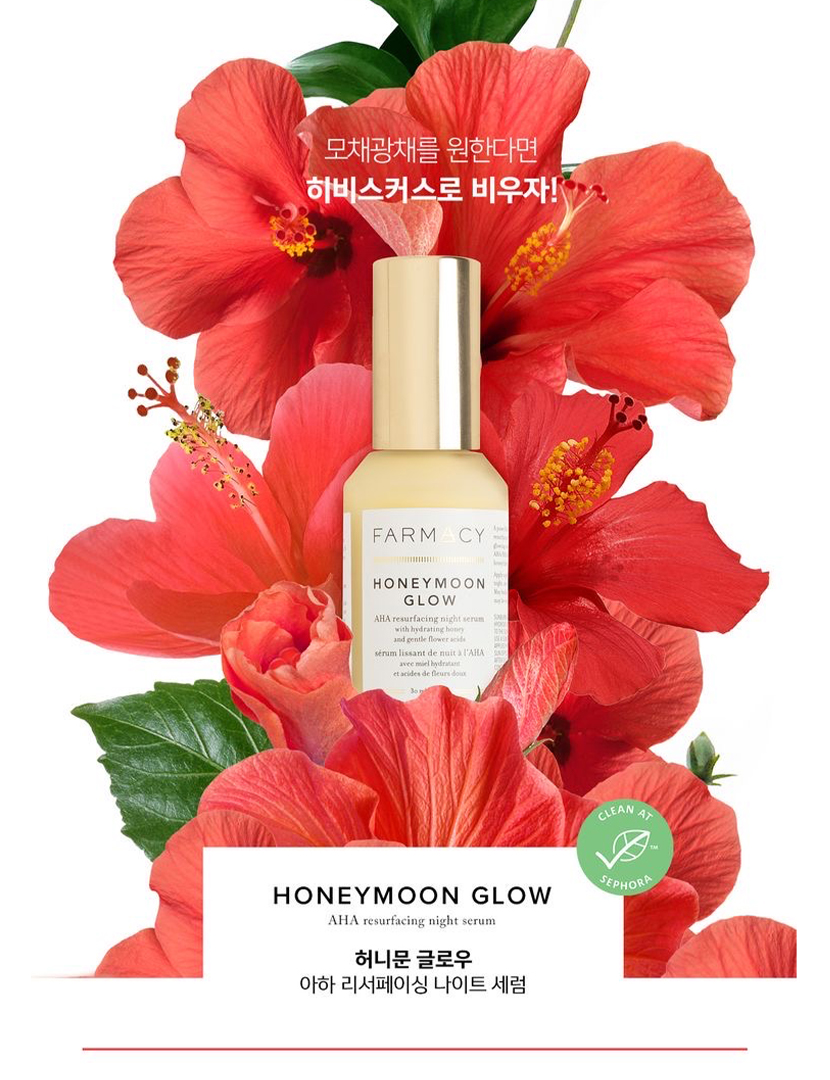 모채광채를 원한다면
히비스커스로 비우자!
FARMACY
HONEYMOON
GLOW
AHA resurfacing night serum
with hydrating honey
and gentle flower acids
sérum lissant de nuit à l'AHA
avec miel hydratant
et acides de fleurs doux
CLEAN AT
SEPHORA
HONEYMOON GLOW
AHA resurfacing night serum
허니문 글로우
아하 리서페이싱 나이트 세럼